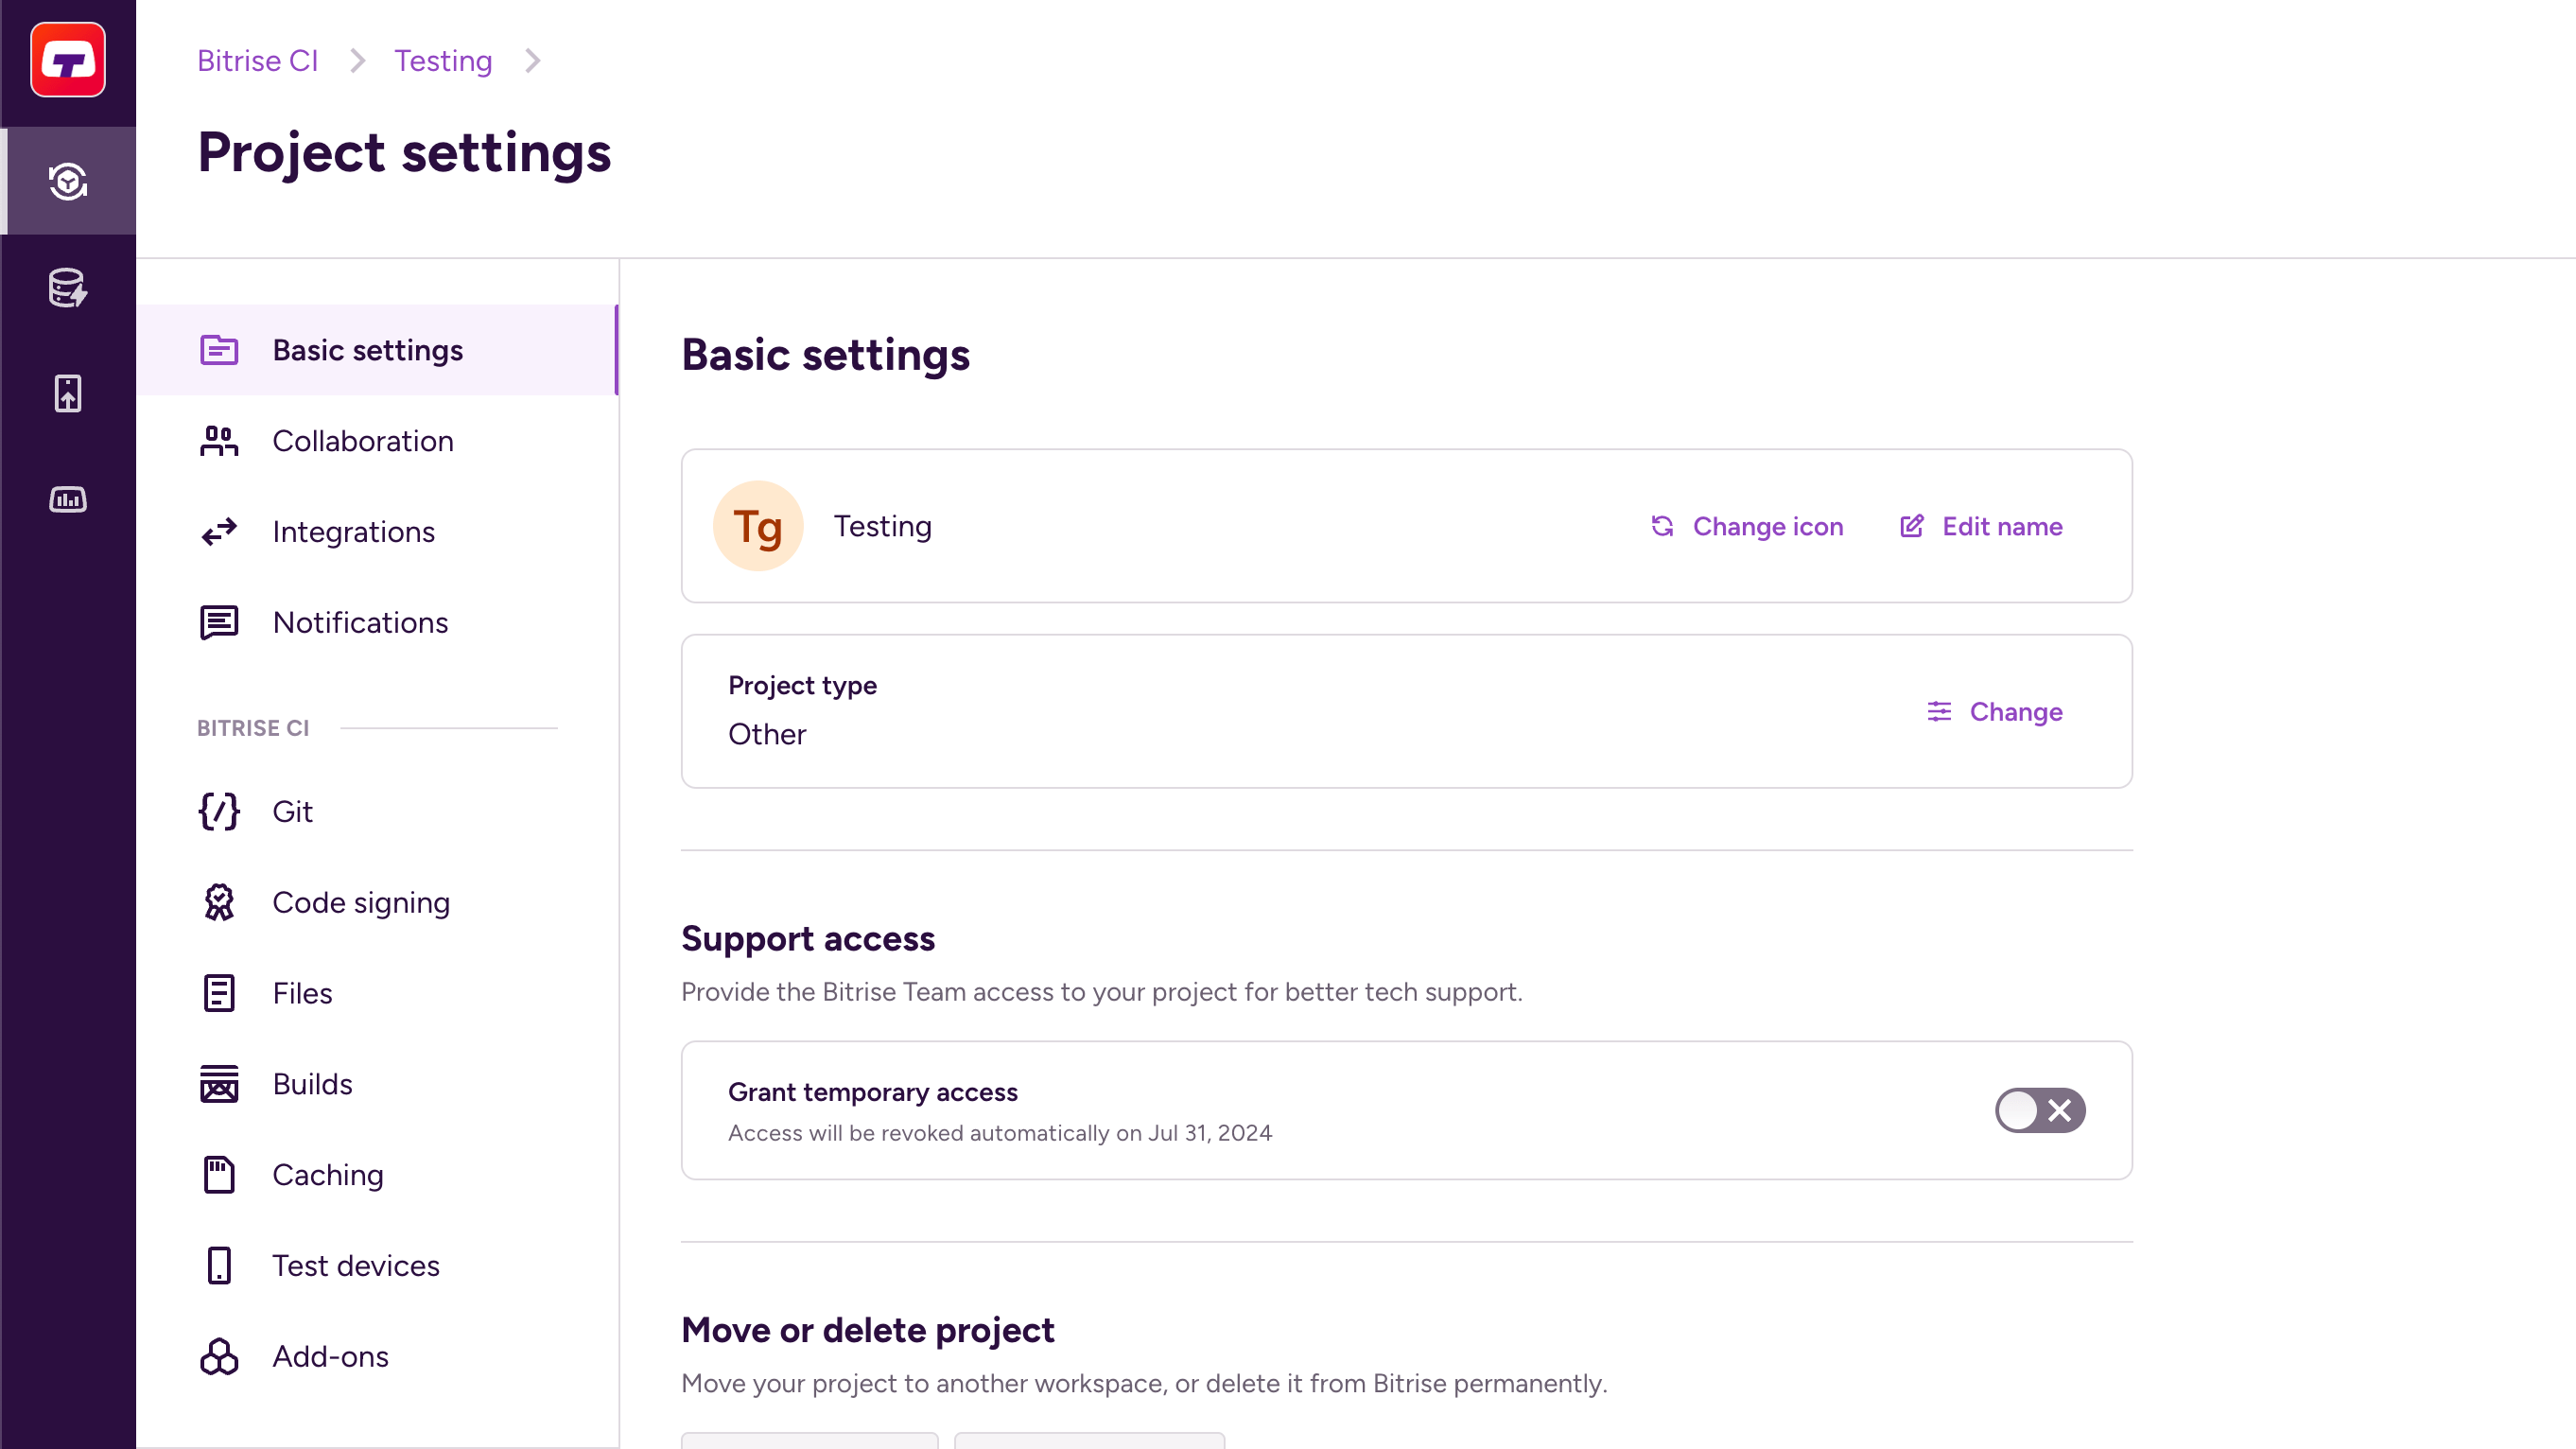 Bitrise CI
Testing
Project settings
Basic settings
Collaboration
Integrations
Notifications
BITRISE CI
Git
Code signing
Files
Builds
Caching
Test devices
Add-ons
Basic settings
Tg
Testing
Change icon
Edit name
Project type
Other
Change
Support access
Provide the Bitrise Team access to your project for better tech support.
Grant temporary access
Access will be revoked automatically on Jul 31, 2024
Move or delete project
Move your project to another workspace, or delete it from Bitrise permanently.